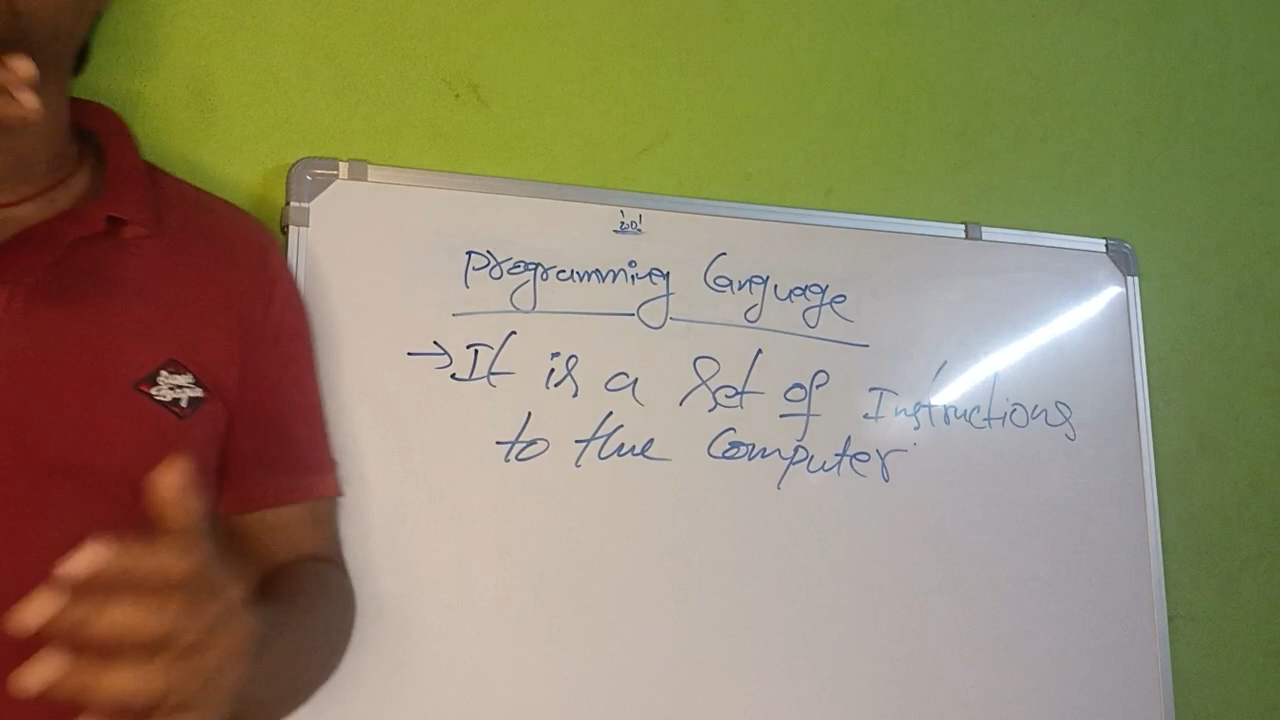 Programming Language
→ It is a Set of Instructions
to the Computer